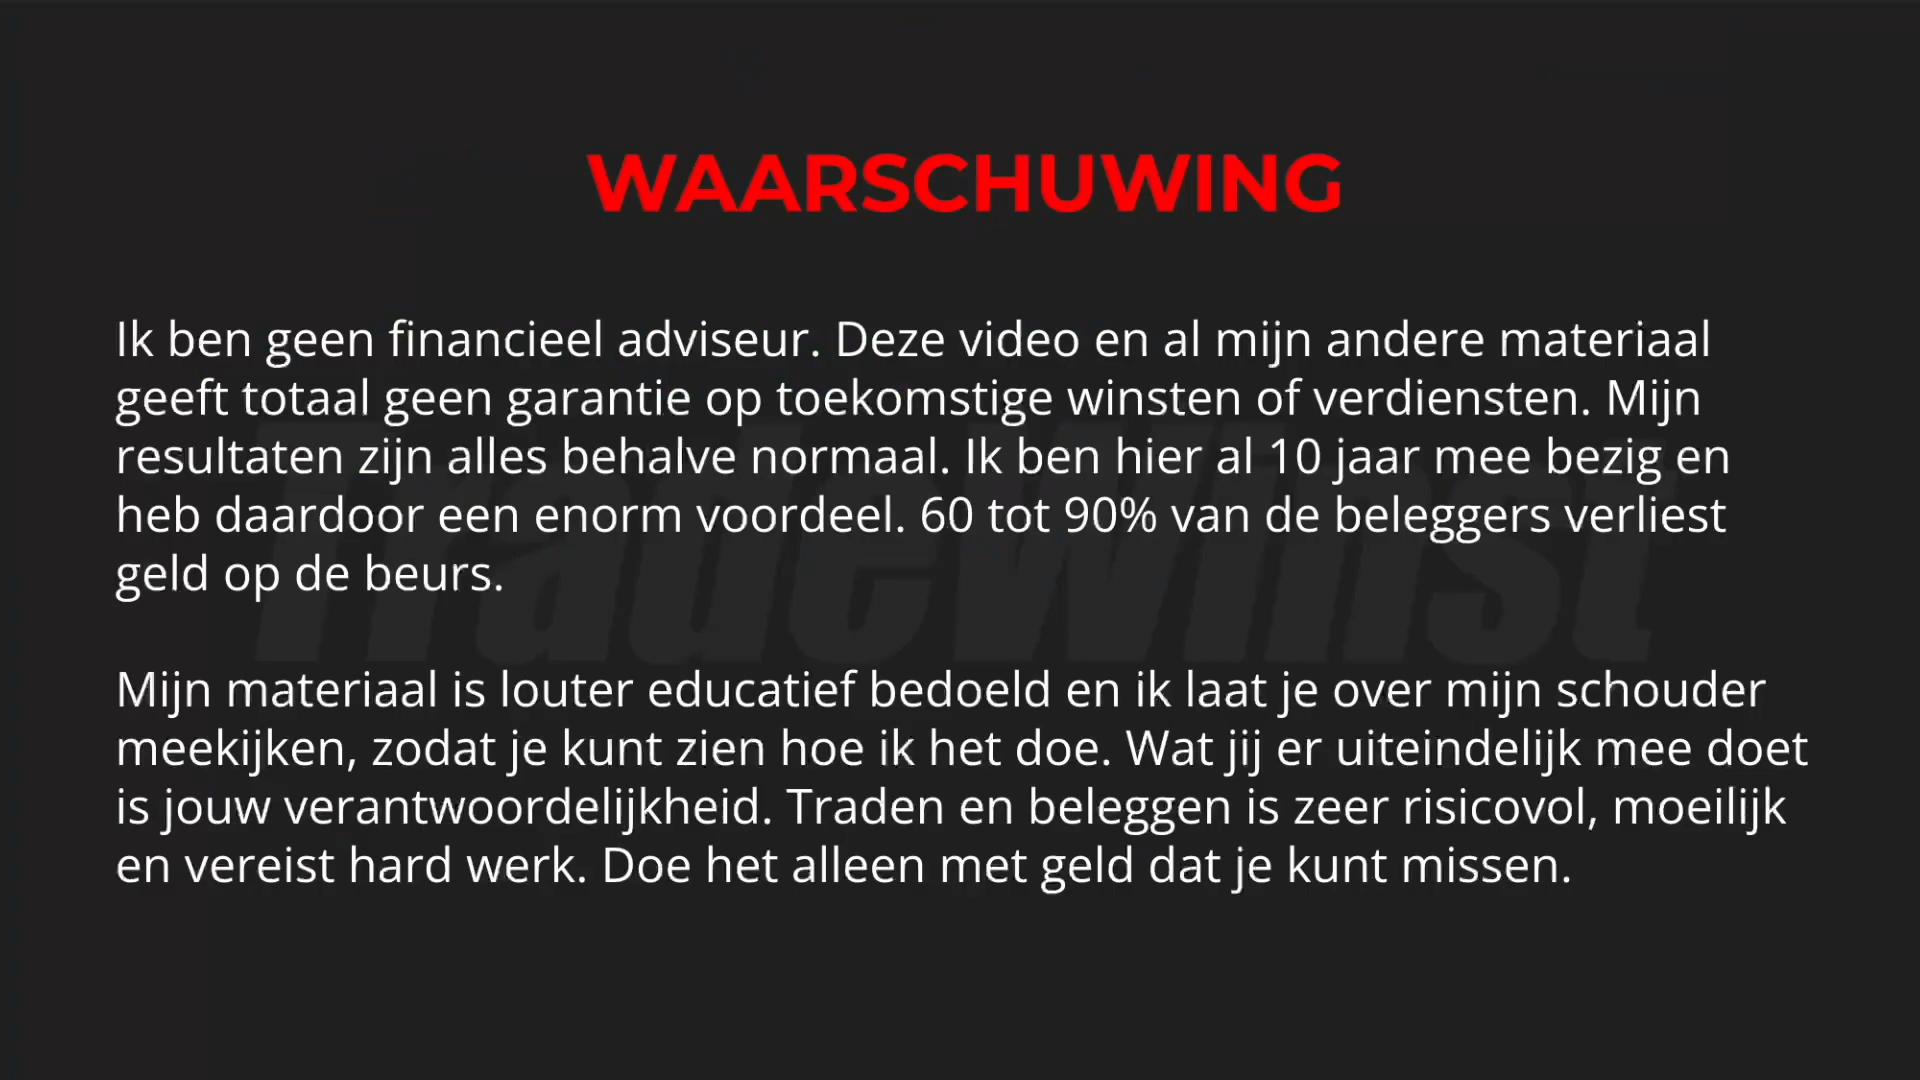 WAARSCHUWING
Ik ben geen financieel adviseur. Deze video en al mijn andere materiaal
geeft totaal geen garantie op toekomstige winsten of verdiensten. Mijn
resultaten zijn alles behalve normaal. Ik ben hier al 10 jaar mee bezig en
heb daardoor een enorm voordeel. 60 tot 90% van de beleggers verliest
geld op de beurs.
TradeWinst
Mijn materiaal is louter educatief bedoeld en ik laat je over mijn schouder
meekijken, zodat je kunt zien hoe ik het doe. Wat jij er uiteindelijk mee doet
is jouw verantwoordelijkheid. Traden en beleggen is zeer risicovol, moeilijk
en vereist hard werk. Doe het alleen met geld dat je kunt missen.